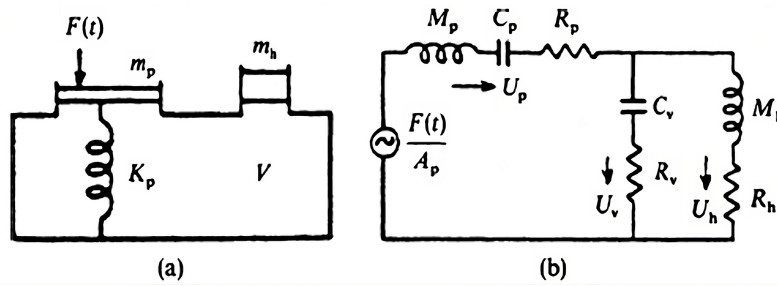 F(t)
m_p
m_h
K_p
V
(a)
M_p
C_p
R_p
U_p
F(t)
A_p
C_v
R_v
U_v
U_h
R_h
(b)